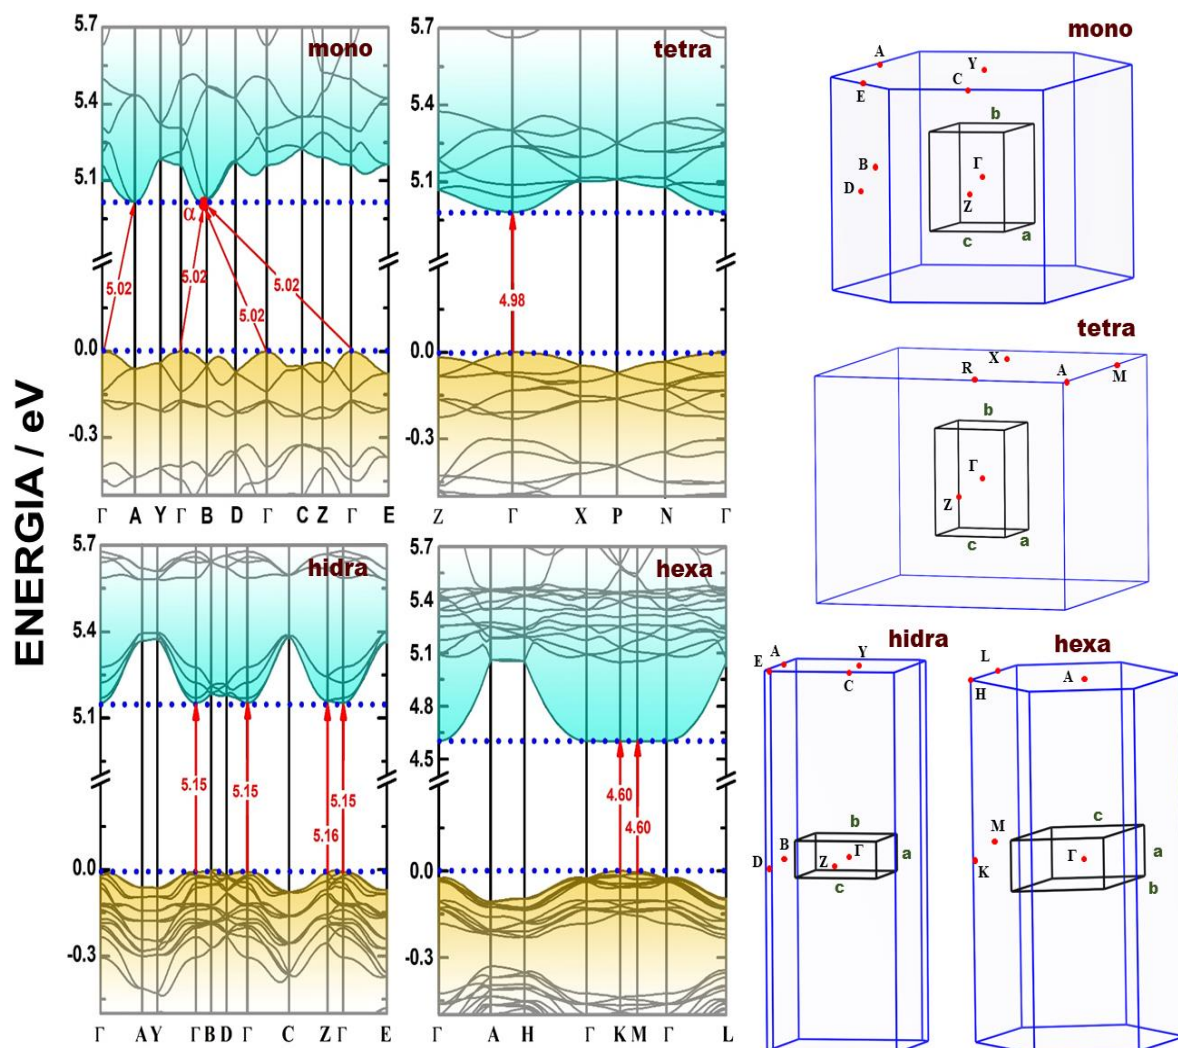 ENERGIA / eV
mono
5.7
5.4
5.1
0.0
-0.3
α
5.02
5.02
5.02
5.02
Γ A Y Γ B D Γ C Z Γ E
tetra
5.7
5.4
5.1
0.0
-0.3
4.98
Z Γ X P N Γ
hidra
5.7
5.4
5.1
0.0
-0.3
5.15
5.15
5.16
5.15
Γ A Y Γ B D Γ C Z Γ E
hexa
5.7
5.4
5.1
4.8
4.5
0.0
-0.3
4.60
4.60
Γ A H Γ K M Γ L
mono
A
Y
E
C
b
B
Γ
D
Z
c
a
tetra
X
R
A
M
b
Γ
Z
c
a
hidra
E
A
Y
C
b
B
Γ
a
D
Z
c
hexa
L
A
H
c
M
a
Γ
K
b